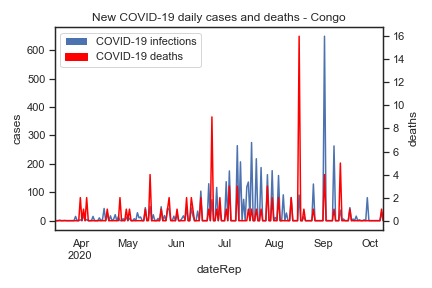 New COVID-19 daily cases and deaths - Congo
COVID-19 infections
COVID-19 deaths
cases
600
500
400
300
200
100
0
deaths
16
14
12
10
8
6
4
2
0
Apr
2020
May
Jun
Jul
Aug
Sep
Oct
dateRep